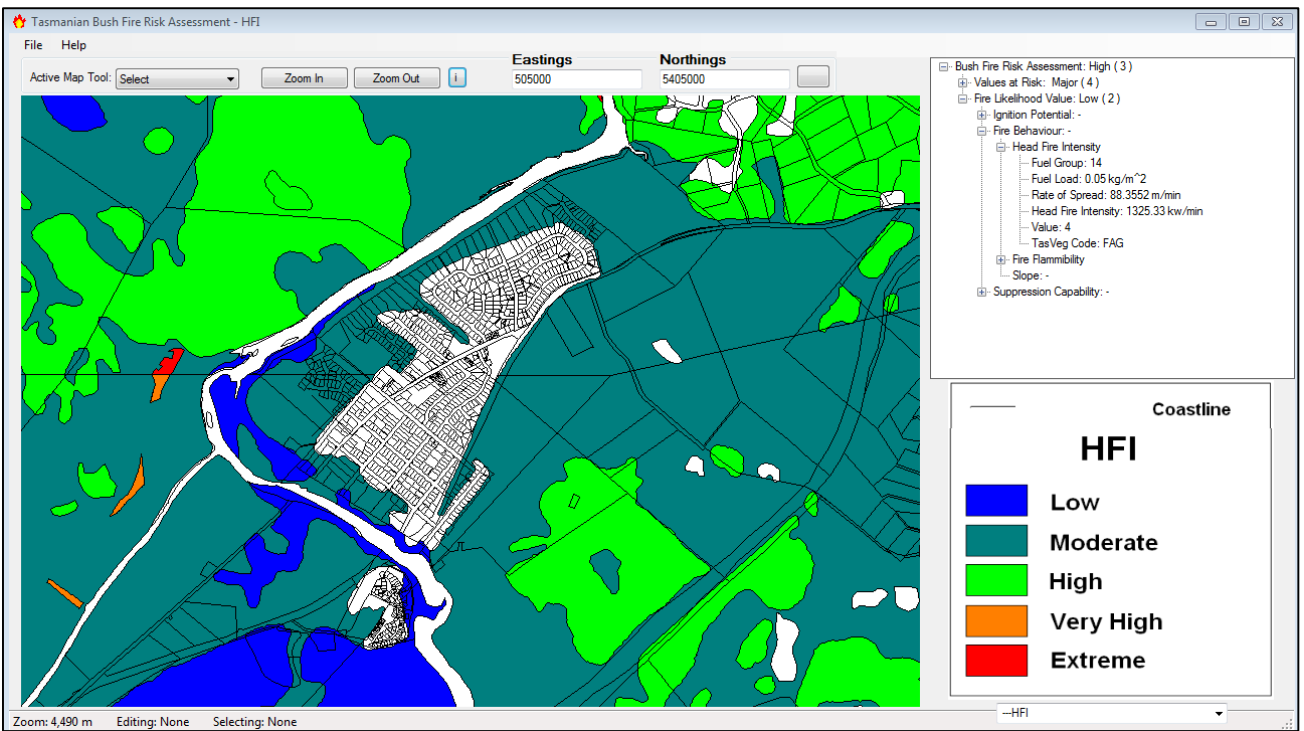 Tasmanian Bush Fire Risk Assessment - HFI
File Help
Eastings Northings
Active Map Tool: Select Zoom In Zoom Out i 505000 5405000
Bush Fire Risk Assessment: High ( 3 )
Values at Risk: Major ( 4 )
Fire Likelihood Value: Low ( 2 )
Ignition Potential: -
Fire Behaviour: -
Head Fire Intensity
Fuel Group: 14
Fuel Load: 0.05 kg/m^2
Rate of Spread: 88.3552 m/min
Head Fire Intensity: 1325.33 kw/min
Value: 4
TasVeg Code: FAG
Fire Flammibility
Slope: -
Suppression Capability: -
Coastline
HFI
Low
Moderate
High
Very High
Extreme
---HFI
Zoom: 4,490 m Editing: None Selecting: None